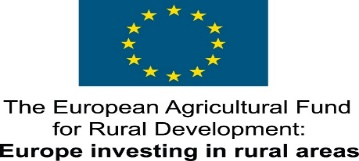 The European Agricultural Fund
for Rural Development:
Europe investing in rural areas